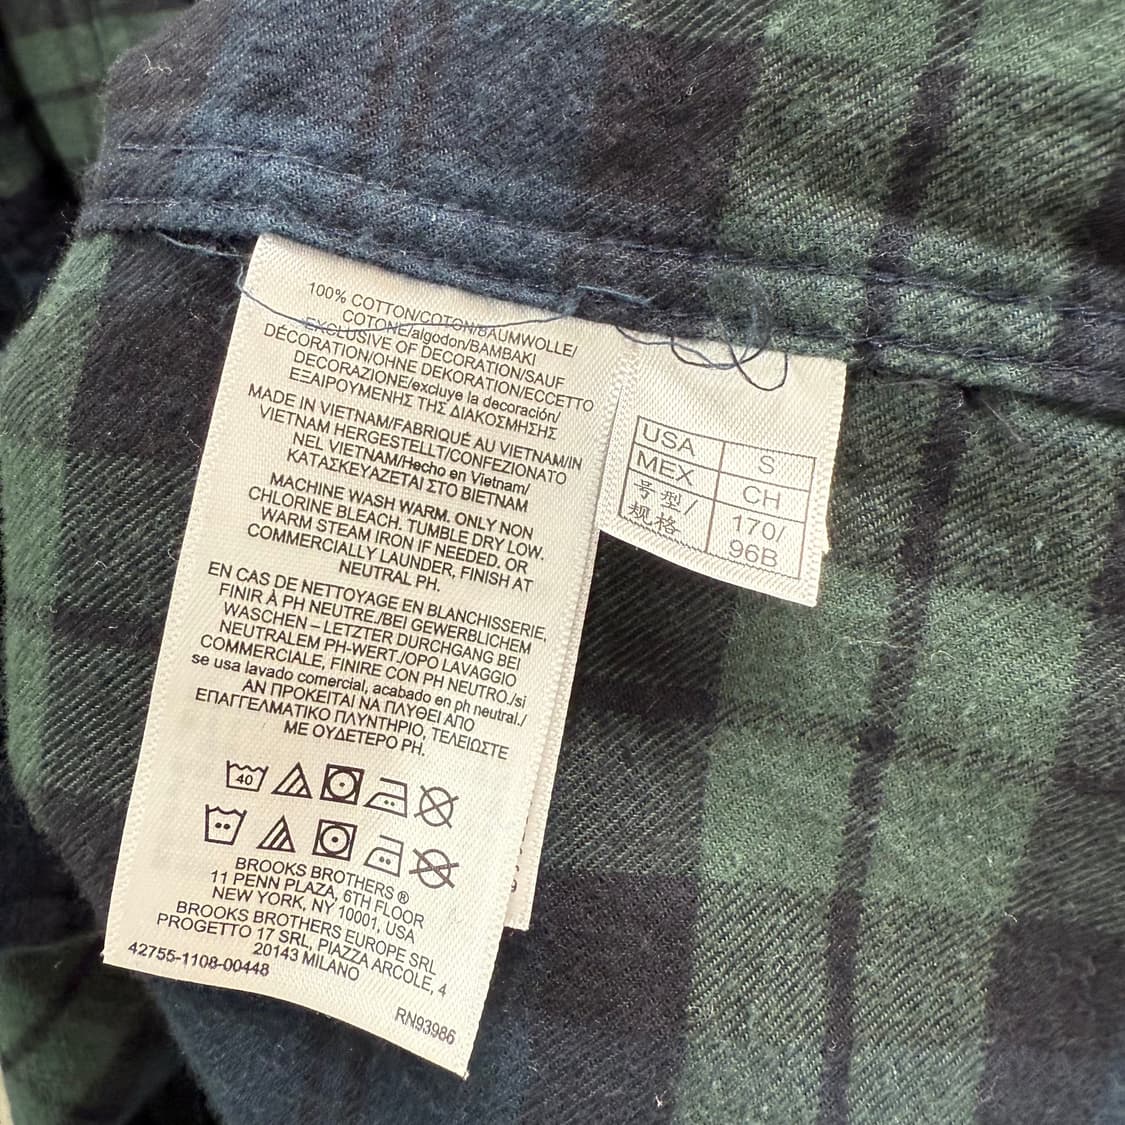 100% COTTON/COTON/BAUMWOLLE/
COTONE/algodon/BAMBAKI
EXCLUSIVE OF DECORATION/SAUF
DÉCORATION/OHNE DEKORATION/ECCETTO
DECORAZIONE/excluye la decoración/
ΕΞΑΙΡΟΥΜΕΝΗΣ ΤΗΣ ΔΙΑΚΟΣΜΗΣΗΣ
MADE IN VIETNAM/FABRIQUÉ AU VIETNAM/IN
VIETNAM HERGESTELLT/CONFEZIONATO
NEL VIETNAM/Hecho en Vietnam/
ΚΑΤΑΣΚΕΥΑΖΕΤΑΙ ΣΤΟ ΒΙΕΤΝΑΜ
MACHINE WASH WARM. ONLY NON
CHLORINE BLEACH. TUMBLE DRY LOW.
WARM STEAM IRON IF NEEDED, OR
COMMERCIALLY LAUNDER, FINISH AT
NEUTRAL PH.
EN CAS DE NETTOYAGE EN BLANCHISSERIE,
FINIR À PH NEUTRE./BEI GEWERBLICHEM
WASCHEN – LETZTER DURCHGANG BEI
NEUTRALEM PH-WERT./OPO LAVAGGIO
COMMERCIALE, FINIRE CON PH NEUTRO./si
se usa lavado comercial, acabado en ph neutral./
ΑΝ ΠΡΟΚΕΙΤΑΙ ΝΑ ΠΛΥΘΕΙ ΑΠΟ
ΕΠΑΓΓΕΛΜΑΤΙΚΟ ΠΛΥΝΤΗΡΙΟ, ΤΕΛΕΙΩΣΤΕ
ΜΕ ΟΥΔΕΤΕΡΟ PH.
40
BROOKS BROTHERS ®
11 PENN PLAZA, 6TH FLOOR
NEW YORK, NY 10001, USA
BROOKS BROTHERS EUROPE SRL
PROGETTO 17 SRL, PIAZZA ARCOLE, 4
20143 MILANO
42755-1108-00448
RN93986
USA S
MEX CH
号型/ 170/
规格 96B